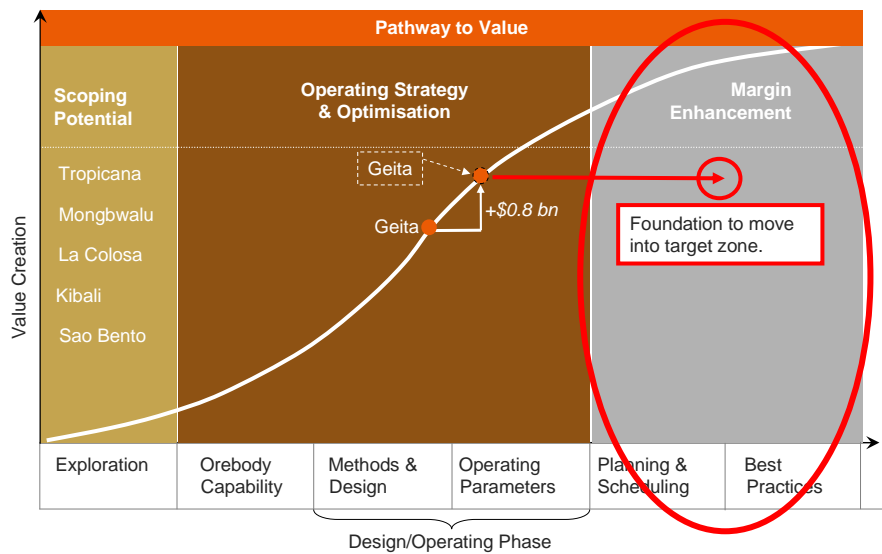 Pathway to Value
Scoping
Potential
Operating Strategy
& Optimisation
Margin
Enhancement
Tropicana
Mongbwalu
La Colosa
Kibali
Sao Bento
Geita
Geita
+$0.8 bn
Foundation to move
into target zone.
Value Creation
Exploration
Orebody
Capability
Methods &
Design
Operating
Parameters
Planning &
Scheduling
Best
Practices
Design/Operating Phase